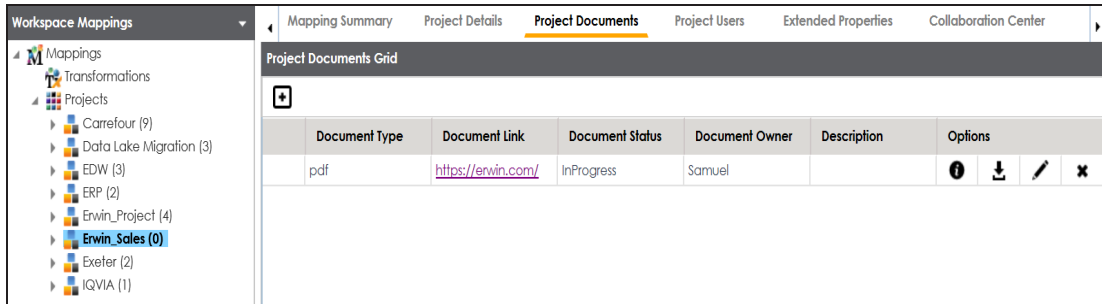 Workspace Mappings
Mappings
Transformations
Projects
Carrefour (9)
Data Lake Migration (3)
EDW (3)
ERP (2)
Erwin_Project (4)
Erwin_Sales (0)
Exeter (2)
IQVIA (1)
Mapping Summary Project Details Project Documents Project Users Extended Properties Collaboration Center
Project Documents Grid
Document Type Document Link Document Status Document Owner Description Options
pdf https://erwin.com/ InProgress Samuel